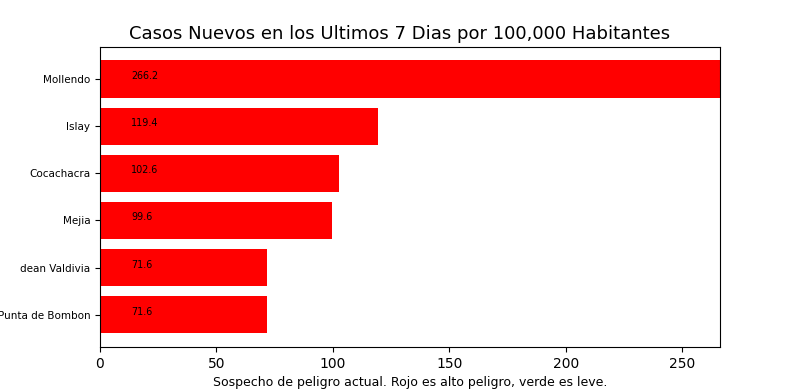 Casos Nuevos en los Ultimos 7 Dias por 100,000 Habitantes
Mollendo 266.2
Islay 119.4
Cocachacra 102.6
Mejia 99.6
dean Valdivia 71.6
Punta de Bombon 71.6
0 50 100 150 200 250
Sospecho de peligro actual. Rojo es alto peligro, verde es leve.